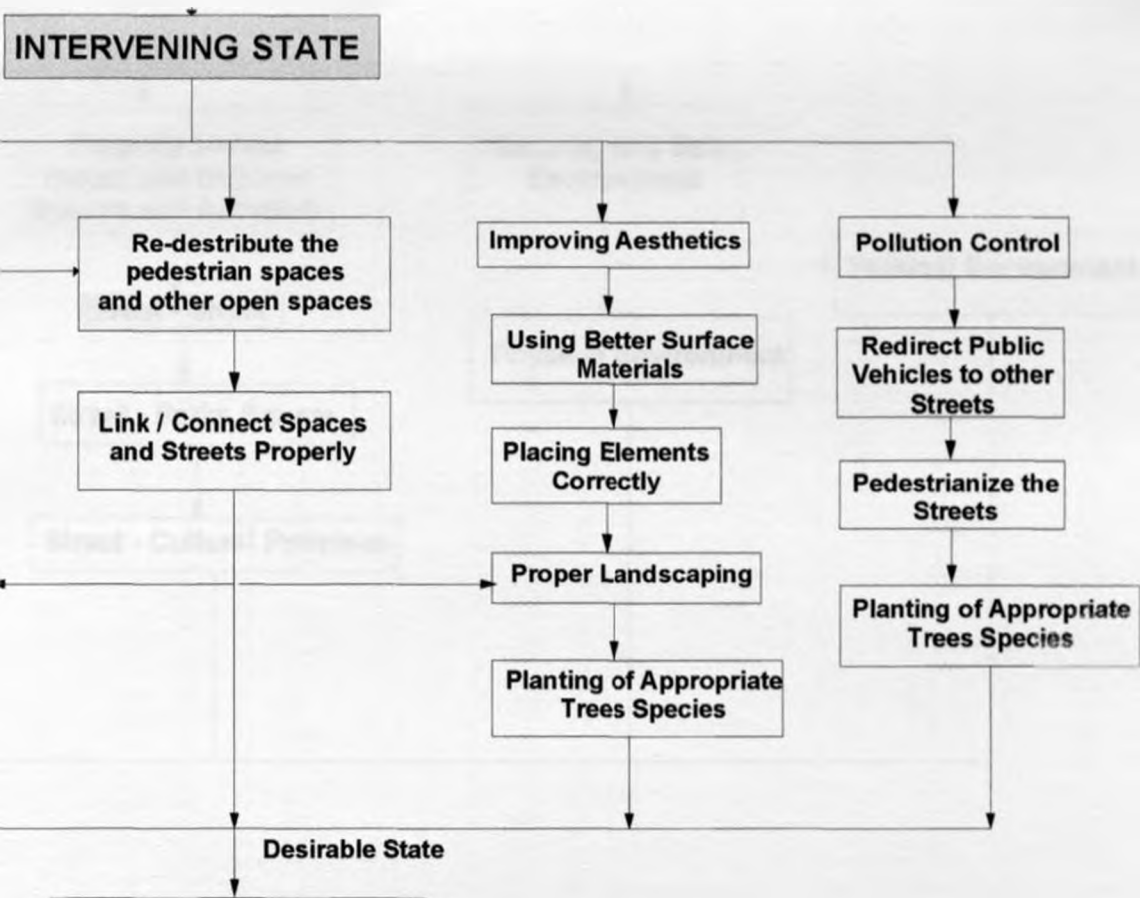 INTERVENING STATE
Re-destribute the
pedestrian spaces
and other open spaces
Link / Connect Spaces
and Streets Properly
Improving Aesthetics
Using Better Surface
Materials
Placing Elements
Correctly
Proper Landscaping
Planting of Appropriate
Trees Species
Pollution Control
Redirect Public
Vehicles to other
Streets
Pedestrianize the
Streets
Planting of Appropriate
Trees Species
Desirable State